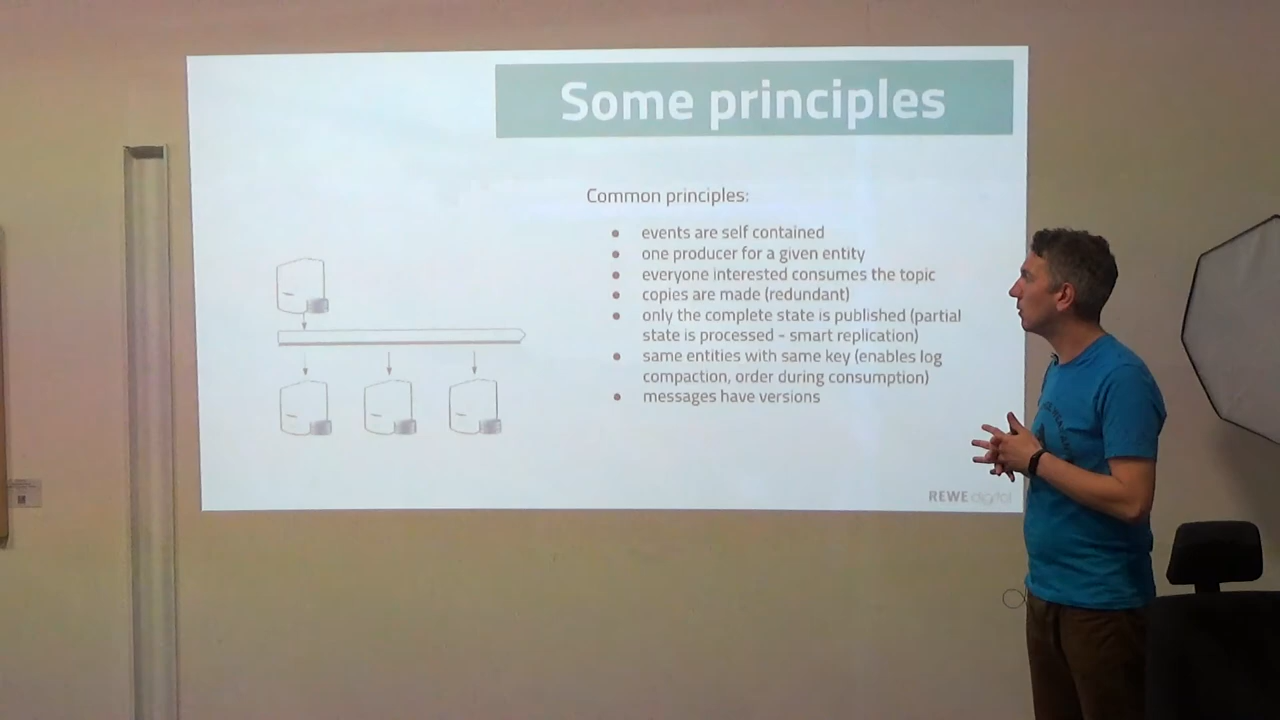 Some principles
Common principles:
events are self contained
one producer for a given entity
everyone interested consumes the topic
copies are made (redundant)
only the complete state is published (partial
state is processed - smart replication)
same entities with same key (enables log
compaction, order during consumption)
messages have versions
REWE digital